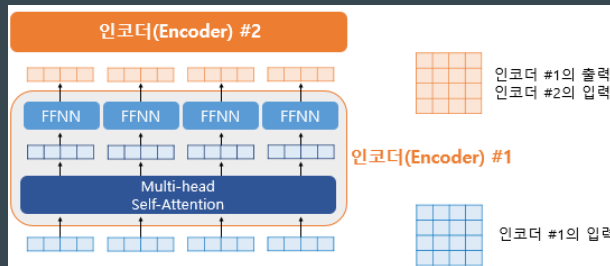 인코더(Encoder) #2
인코더 #1의 출력
인코더 #2의 입력
FFNN
FFNN
FFNN
FFNN
인코더(Encoder) #1
Multi-head
Self-Attention
인코더 #1의 입력